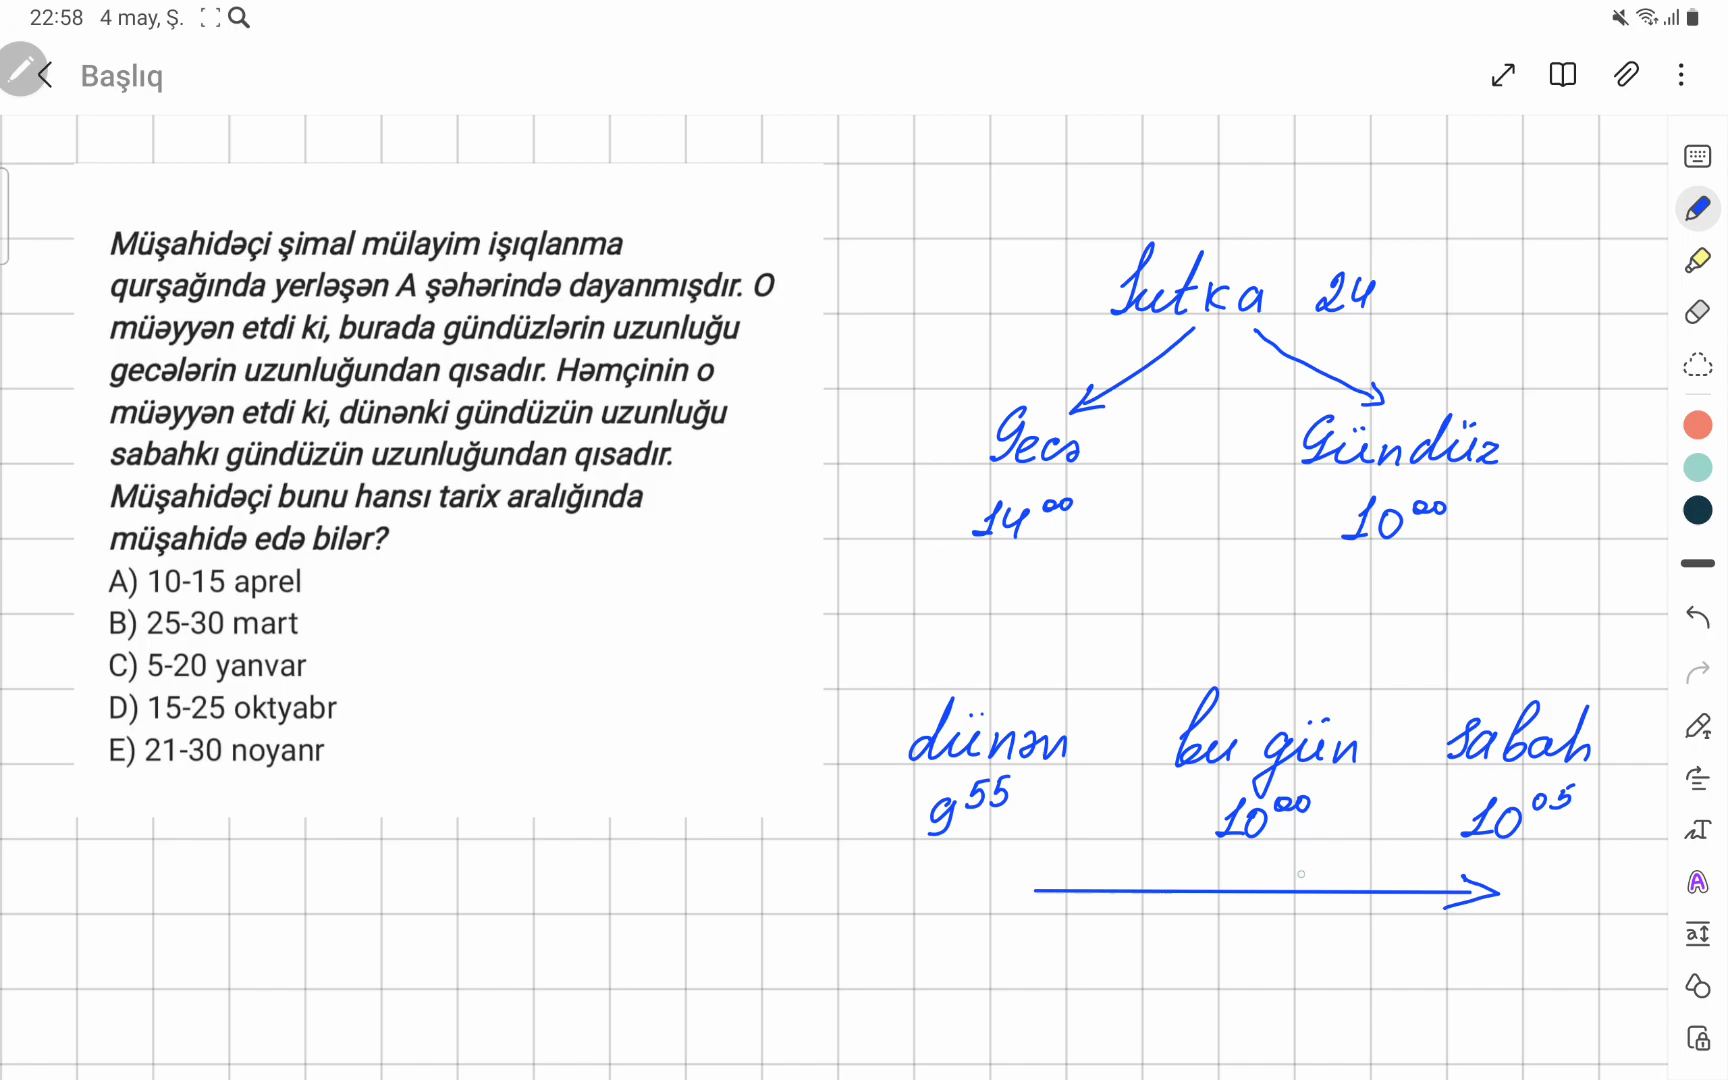 22:58 4 may, Ş.
Başlıq
Müşahidəçi şimal mülayim işıqlanma
qurşağında yerləşən A şəhərində dayanmışdır. O
müəyyən etdi ki, burada gündüzlərin uzunluğu
gecələrin uzunluğundan qısadır. Həmçinin o
müəyyən etdi ki, dünənki gündüzün uzunluğu
sabahkı gündüzün uzunluğundan qısadır.
Müşahidəçi bunu hansı tarix aralığında
müşahidə edə bilər?
A) 10-15 aprel
B) 25-30 mart
C) 5-20 yanvar
D) 15-25 oktyabr
E) 21-30 noyanr
Sutka 24
Gecə Gündüz
14⁰⁰ 10⁰⁰
dünən bu gün sabah
9⁵⁵ 10⁰⁰ 10⁰⁵